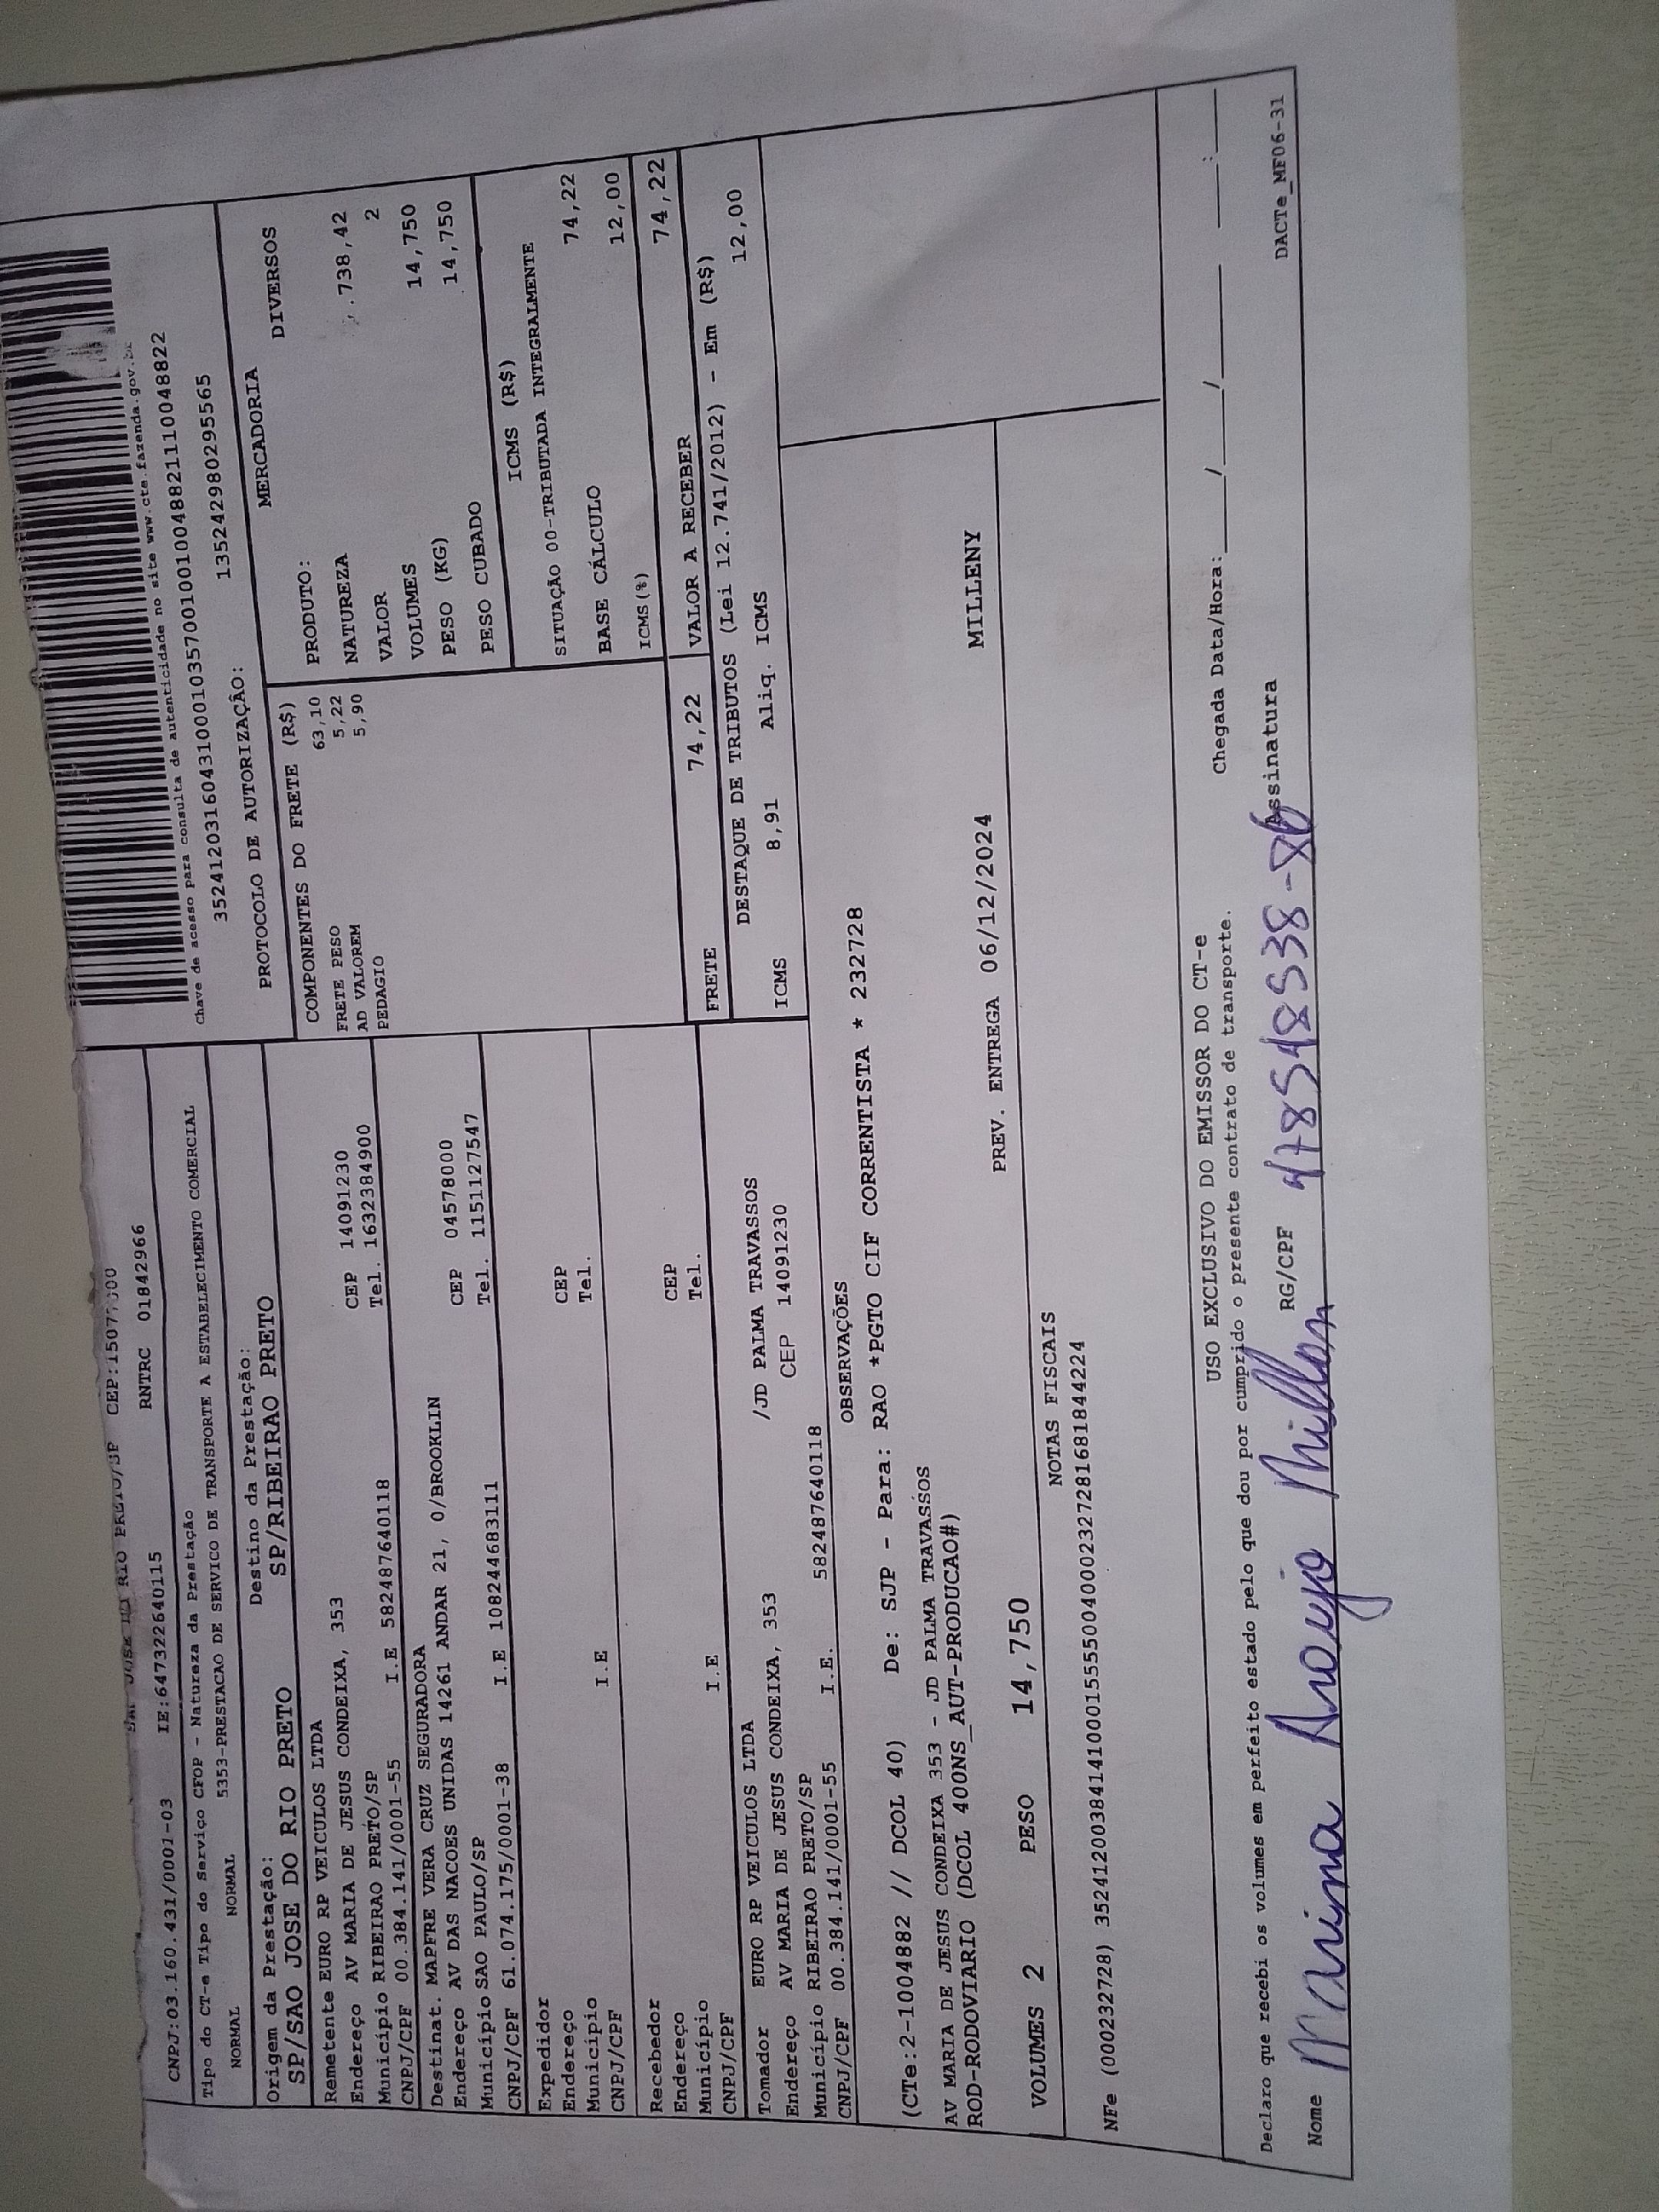 CEP:1507
CNPJ:03.160.431/0001-03 IE:647322640115 RNTRC 01842966
Tipo do CT-e Tipo do Serviço CFOP - Natureza da Prestação
NORMAL NORMAL 5353-PRESTACAO DE SERVICO DE TRANSPORTE A ESTABELECIMENTO COMERCIAL
Origem da Prestação: Destino da Prestação:
SP/SAO JOSE DO RIO PRETO SP/RIBEIRAO PRETO
Remetente EURO RP VEICULOS LTDA
Endereço AV MARIA DE JESUS CONDEIXA, 353 CEP 14091230
Município RIBEIRAO PRETO/SP Tel. 1632384900
CNPJ/CPF 00.384.141/0001-55 I.E 582487640118
Destinat. MAPFRE VERA CRUZ SEGURADORA
Endereço AV DAS NACOES UNIDAS 14261 ANDAR 21, 0/BROOKLIN CEP 04578000
Município SAO PAULO/SP Tel. 1151127547
CNPJ/CPF 61.074.175/0001-38 I.E 108244683111
Expedidor
Endereço CEP
Município Tel.
CNPJ/CPF I.E
Recebedor
Endereço CEP
Município Tel.
CNPJ/CPF I.E
Tomador EURO RP VEICULOS LTDA /JD PALMA TRAVASSOS
Endereço AV MARIA DE JESUS CONDEIXA, 353 CEP 14091230
Município RIBEIRAO PRETO/SP
CNPJ/CPF 00.384.141/0001-55 I.E. 582487640118
Chave de acesso para consulta de autenticidade no site www.cte.fazenda.gov.br
35241203160431000103570010010048821110048822
PROTOCOLO DE AUTORIZAÇÃO: 135242980295565
COMPONENTES DO FRETE (R$)
FRETE PESO 63,10
AD VALOREM 5,22
PEDAGIO 5,90
MERCADORIA
PRODUTO: DIVERSOS
NATUREZA
VALOR .738,42
VOLUMES 2
PESO (KG) 14,750
PESO CUBADO 14,750
ICMS (R$)
SITUAÇÃO 00-TRIBUTADA INTEGRALMENTE
BASE CÁLCULO 74,22
ICMS(%) 12,00
FRETE 74,22 VALOR A RECEBER 74,22
DESTAQUE DE TRIBUTOS (Lei 12.741/2012) - Em (R$)
ICMS 8,91 Aliq. ICMS 12,00
OBSERVAÇÕES
(CTe:2-1004882 // DCOL 40) De: SJP - Para: RAO *PGTO CIF CORRENTISTA * 232728
AV MARIA DE JESUS CONDEIXA 353 - JD PALMA TRAVASSOS
ROD-RODOVIARIO (DCOL 400NS_AUT-PRODUCAO#)
PREV. ENTREGA 06/12/2024 MILLENY
VOLUMES 2 PESO 14,750
NOTAS FISCAIS
NFe (000232728) 35241200384141000155550040002327281681844224
USO EXCLUSIVO DO EMISSOR DO CT-e
Declaro que recebi os volumes em perfeito estado pelo que dou por cumprido o presente contrato de transporte. Chegada Data/Hora:____/____/____ ___:___
Nome Marina Araujo Millan RG/CPF 478548538-86 Assinatura
DACTe_MF06-31